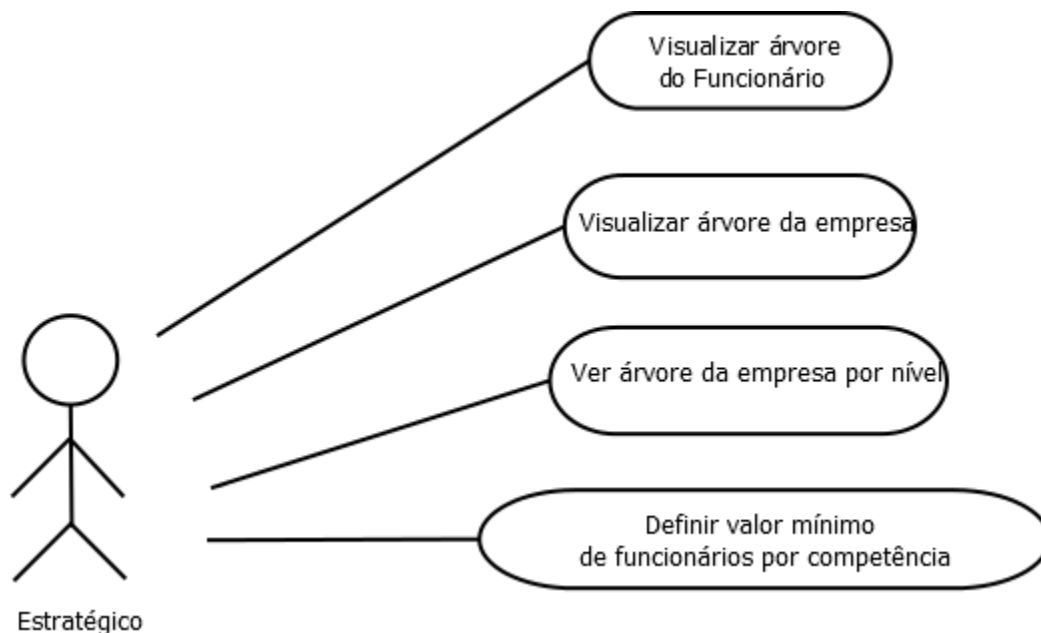 Visualizar árvore
do Funcionário
Visualizar árvore da empresa
Ver árvore da empresa por nível
Definir valor mínimo
de funcionários por competência
Estratégico